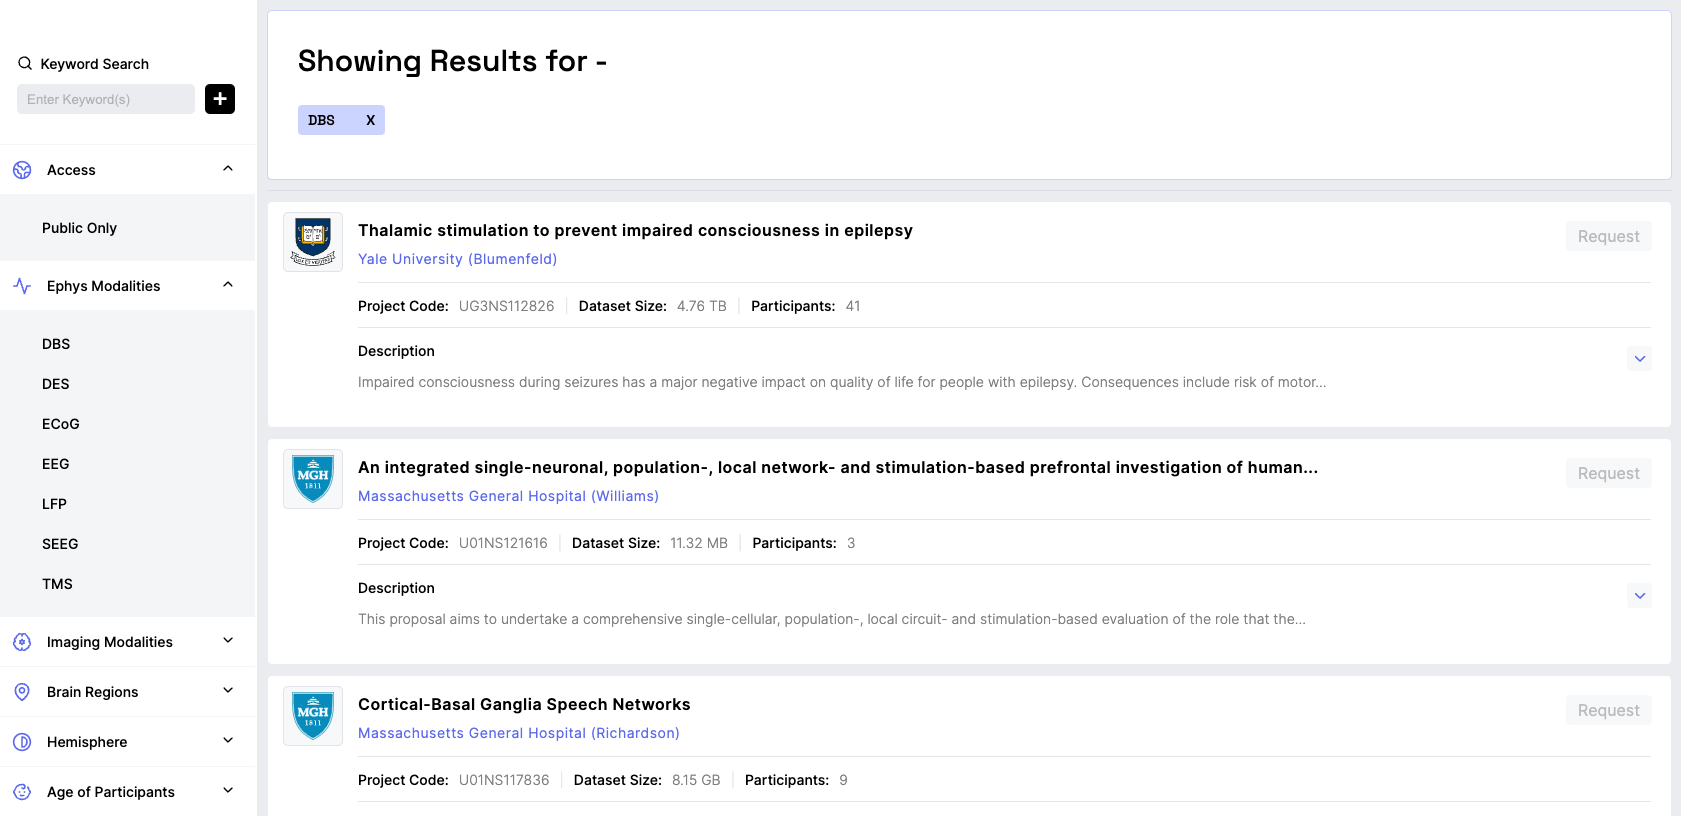 Keyword Search
Enter Keyword(s)
+
Access
Public Only
Ephys Modalities
DBS
DES
ECoG
EEG
LFP
SEEG
TMS
Imaging Modalities
Brain Regions
Hemisphere
Age of Participants
Showing Results for -
DBS X
Thalamic stimulation to prevent impaired consciousness in epilepsy
Request
Yale University (Blumenfeld)
Project Code: UG3NS112826 Dataset Size: 4.76 TB Participants: 41
Description
Impaired consciousness during seizures has a major negative impact on quality of life for people with epilepsy. Consequences include risk of motor...
MGH
1811
An integrated single-neuronal, population-, local network- and stimulation-based prefrontal investigation of human...
Request
Massachusetts General Hospital (Williams)
Project Code: U01NS121616 Dataset Size: 11.32 MB Participants: 3
Description
This proposal aims to undertake a comprehensive single-cellular, population-, local circuit- and stimulation-based evaluation of the role that the...
MGH
1811
Cortical-Basal Ganglia Speech Networks
Request
Massachusetts General Hospital (Richardson)
Project Code: U01NS117836 Dataset Size: 8.15 GB Participants: 9